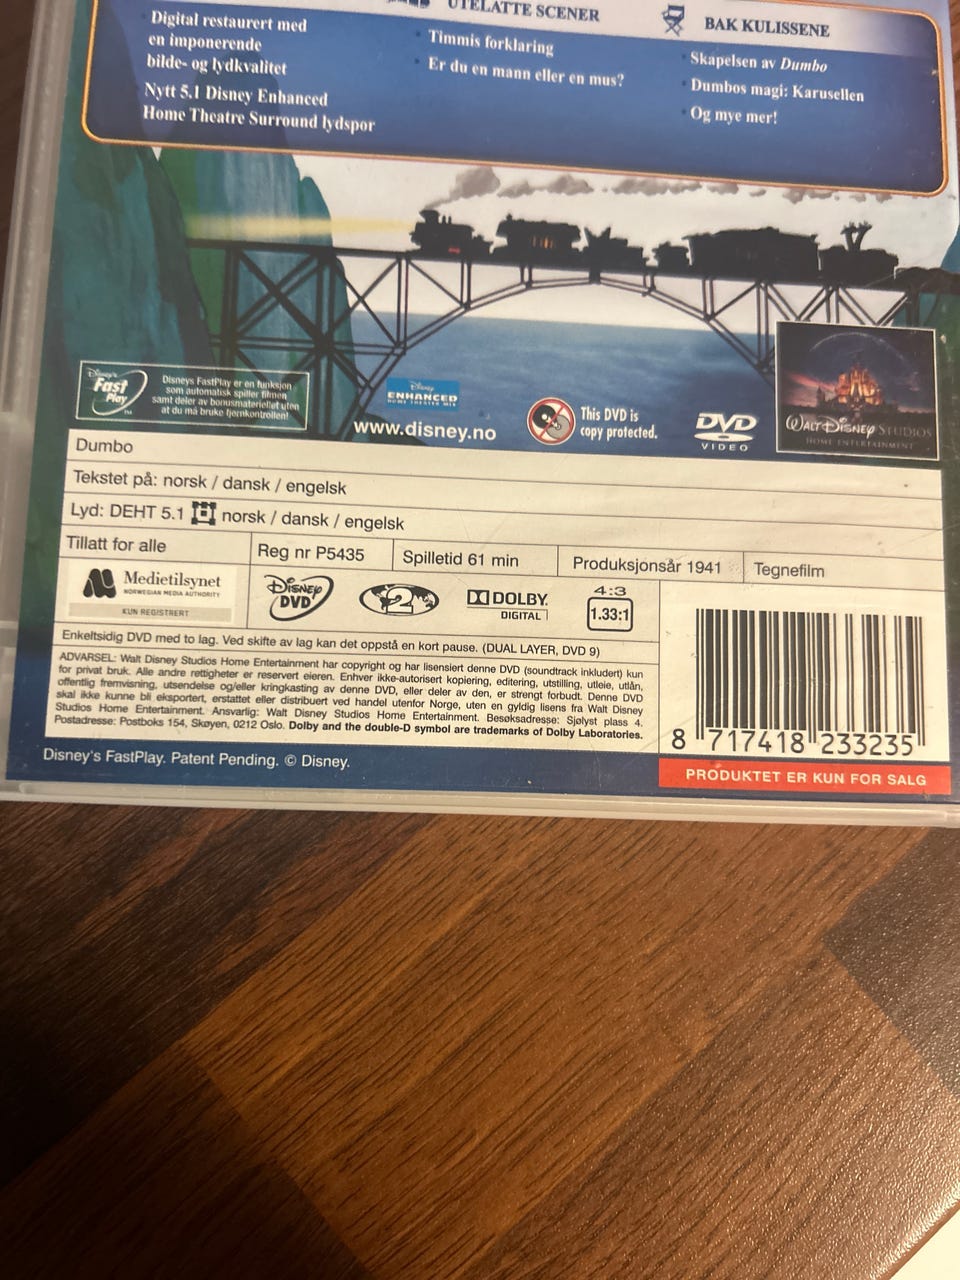 UTELATTE SCENER
BAK KULISSENE
Digital restaurert med
en imponerende
bilde- og lydkvalitet
Nytt 5.1 Disney Enhanced
Home Theatre Surround lydspor
Timmis forklaring
Er du en mann eller en mus?
Skapelsen av Dumbo
Dumbos magi: Karusellen
Og mye mer!
Disney's
Fast
Play
TM
Disneys FastPlay er en funksjon
som automatisk spiller filmen
samt deler av bonusmateriellet uten
at du må bruke fjernkontrollen!
Disney
ENHANCED
HOME THEATER MIX
www.disney.no
This DVD is
copy protected.
DVD
VIDEO
WALT DISNEY STUDIOS
HOME ENTERTAINMENT
Dumbo
Tekstet på: norsk / dansk / engelsk
Lyd: DEHT 5.1 norsk / dansk / engelsk
Tillatt for alle
Reg nr P5435
Spilletid 61 min
Produksjonsår 1941
Tegnefilm
Medietilsynet
NORWEGIAN MEDIA AUTHORITY
KUN REGISTRERT
DISNEY
DVD
2
DOLBY
DIGITAL
4:3
1.33:1
Enkeltsidig DVD med to lag. Ved skifte av lag kan det oppstå en kort pause. (DUAL LAYER, DVD 9)
ADVARSEL: Walt Disney Studios Home Entertainment har copyright og har lisensiert denne DVD (soundtrack inkludert) kun
for privat bruk. Alle andre rettigheter er reservert eieren. Enhver ikke-autorisert kopiering, editering, utstilling, utleie, utlån,
offentlig fremvisning, utsendelse og/eller kringkasting av denne DVD, eller deler av den, er strengt forbudt. Denne DVD
skal ikke kunne bli eksportert, erstattet eller distribuert ved handel utenfor Norge, uten en gyldig lisens fra Walt Disney
Studios Home Entertainment. Ansvarlig: Walt Disney Studios Home Entertainment. Besøksadresse: Sjølyst plass 4.
Postadresse: Postboks 154, Skøyen, 0212 Oslo. Dolby and the double-D symbol are trademarks of Dolby Laboratories.
8 717418 233235
Disney's FastPlay. Patent Pending. © Disney.
PRODUKTET ER KUN FOR SALG